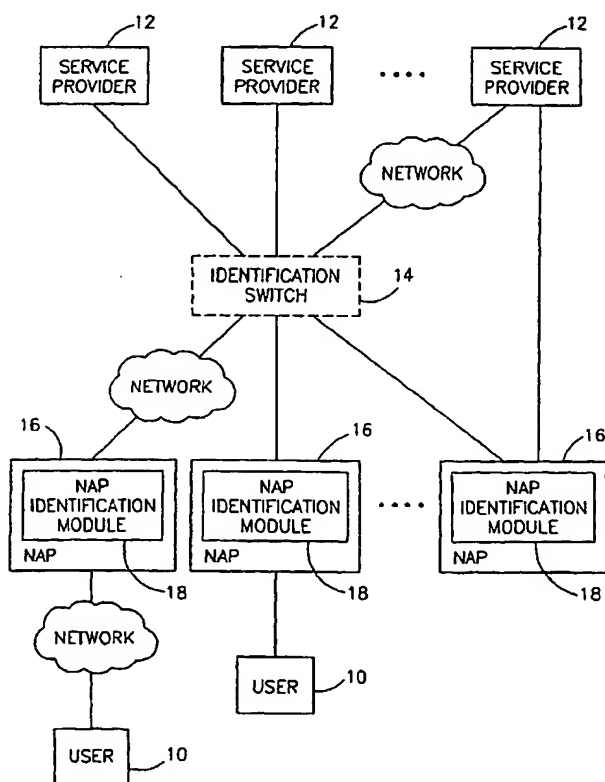 12
12
12
SERVICE
PROVIDER
SERVICE
PROVIDER
SERVICE
PROVIDER
NETWORK
IDENTIFICATION
SWITCH
14
NETWORK
16
16
16
NAP
IDENTIFICATION
MODULE
NAP
NAP
IDENTIFICATION
MODULE
NAP
NAP
IDENTIFICATION
MODULE
NAP
18
18
18
NETWORK
USER
10
USER
10